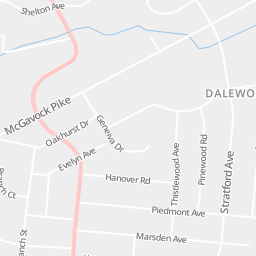 Shelton Ave
McGavock Pike
DALEWO
Geneiva Dr
Oakhurst Dr
Evelyn Ave
Thistlewood Ave
Pinewood Rd
Stratford Ave
Hanover Rd
Piedmont Ave
Marsden Ave